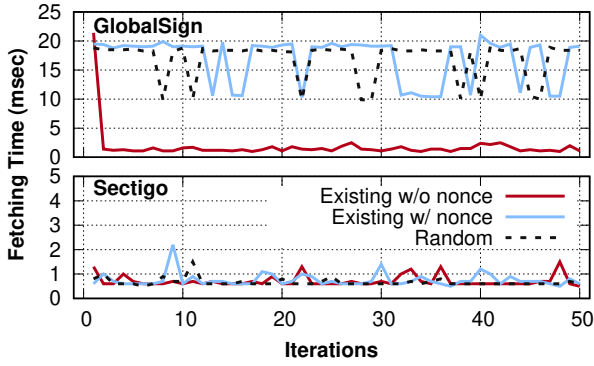 GlobalSign
25
20
15
10
5
0
Fetching Time (msec)
Sectigo
5
4
3
2
1
0
Existing w/o nonce
Existing w/ nonce
Random
0 10 20 30 40 50
Iterations